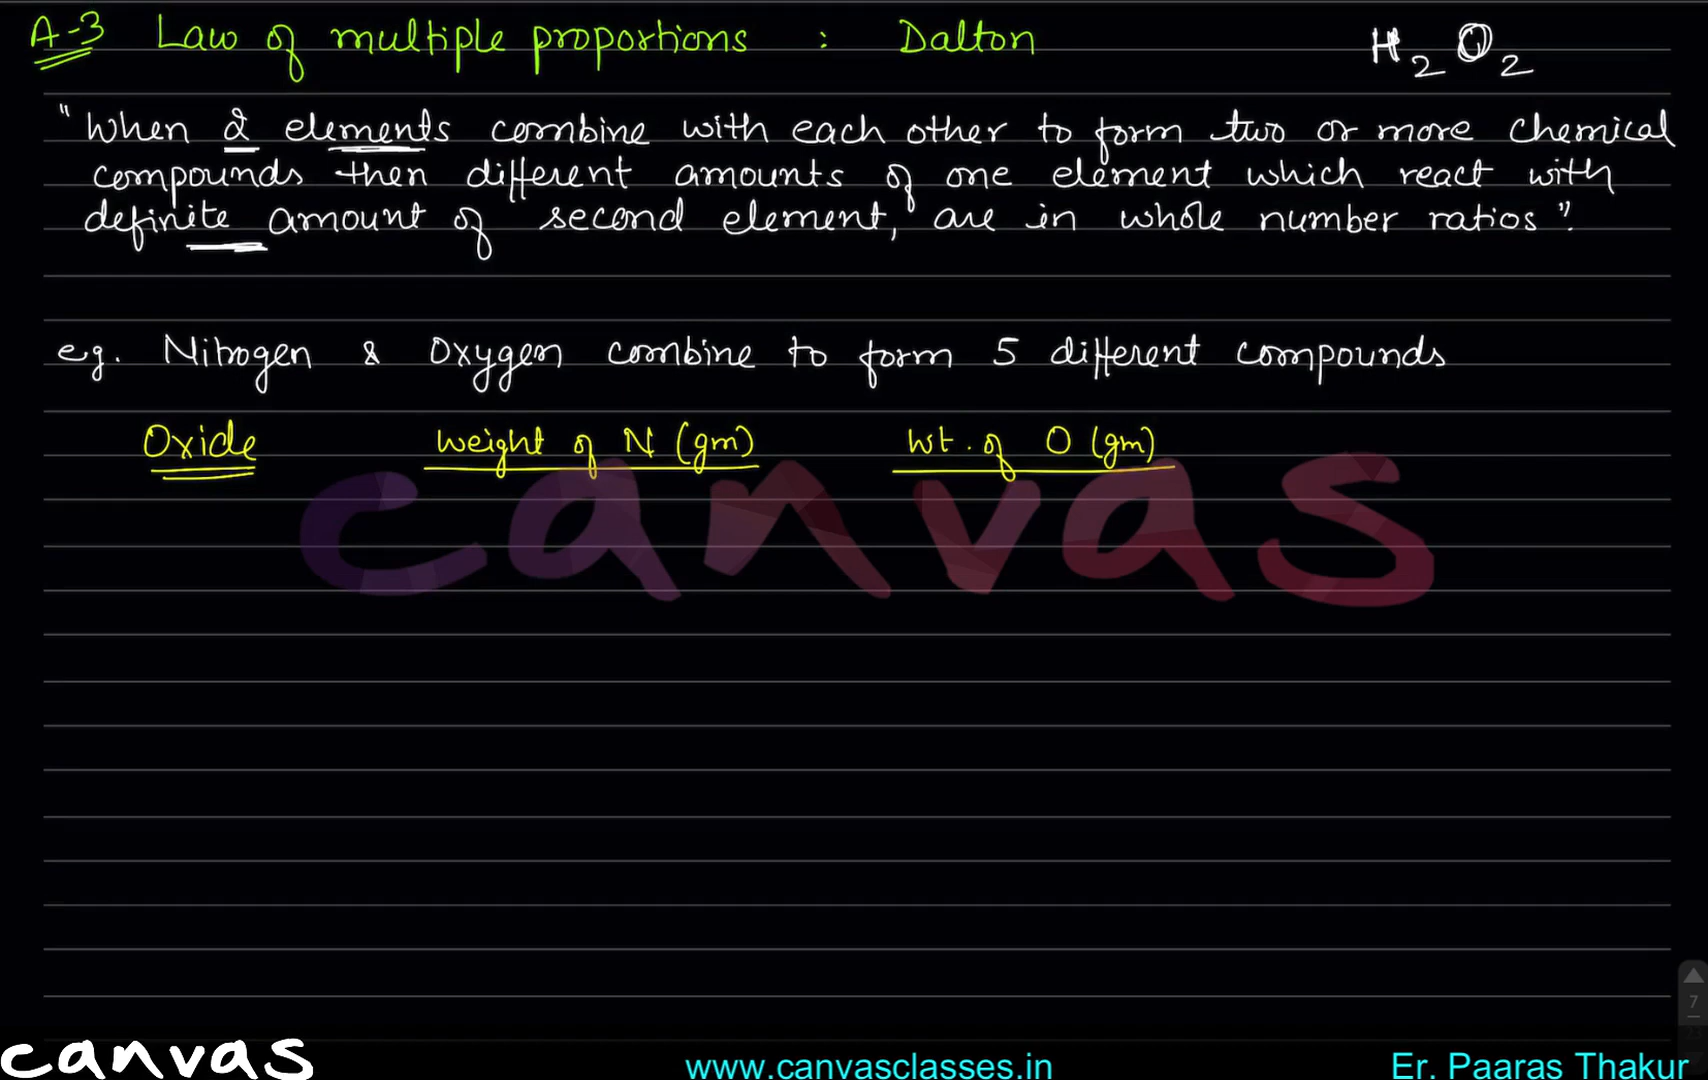 A-3 Law of multiple proportions : Dalton H2O2
"When 2 elements combine with each other to form two or more chemical
compounds then different amounts of one element which react with
definite amount of second element, are in whole number ratios"
eg. Nitrogen & Oxygen combine to form 5 different compounds
Oxide weight of N (gm) wt. of O (gm)
canvas
7
canvas www.canvasclasses.in Er. Paaras Thakur